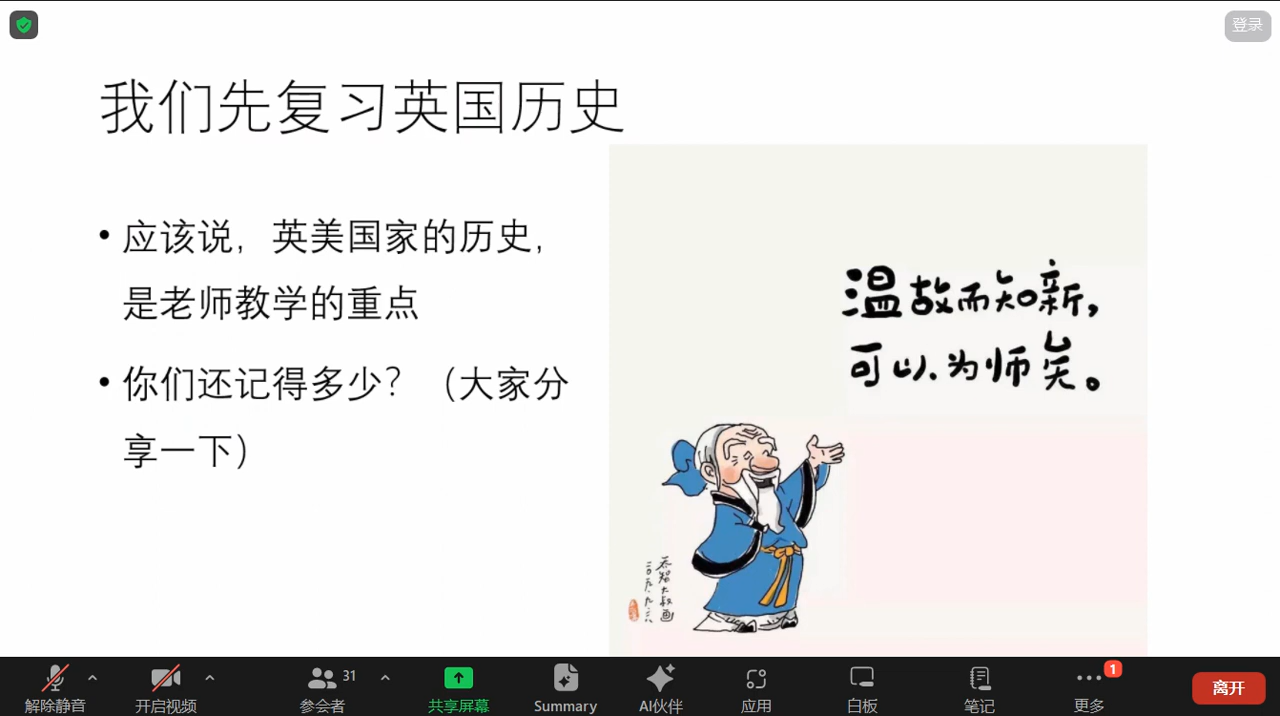 登录
我们先复习英国历史
• 应该说，英美国家的历史，
是老师教学的重点
• 你们还记得多少？（大家分
享一下）
温故而知新，
可以为师矣。
解除静音
开启视频
31
参会者
共享屏幕
Summary
AI伙伴
应用
白板
笔记
1
更多
离开